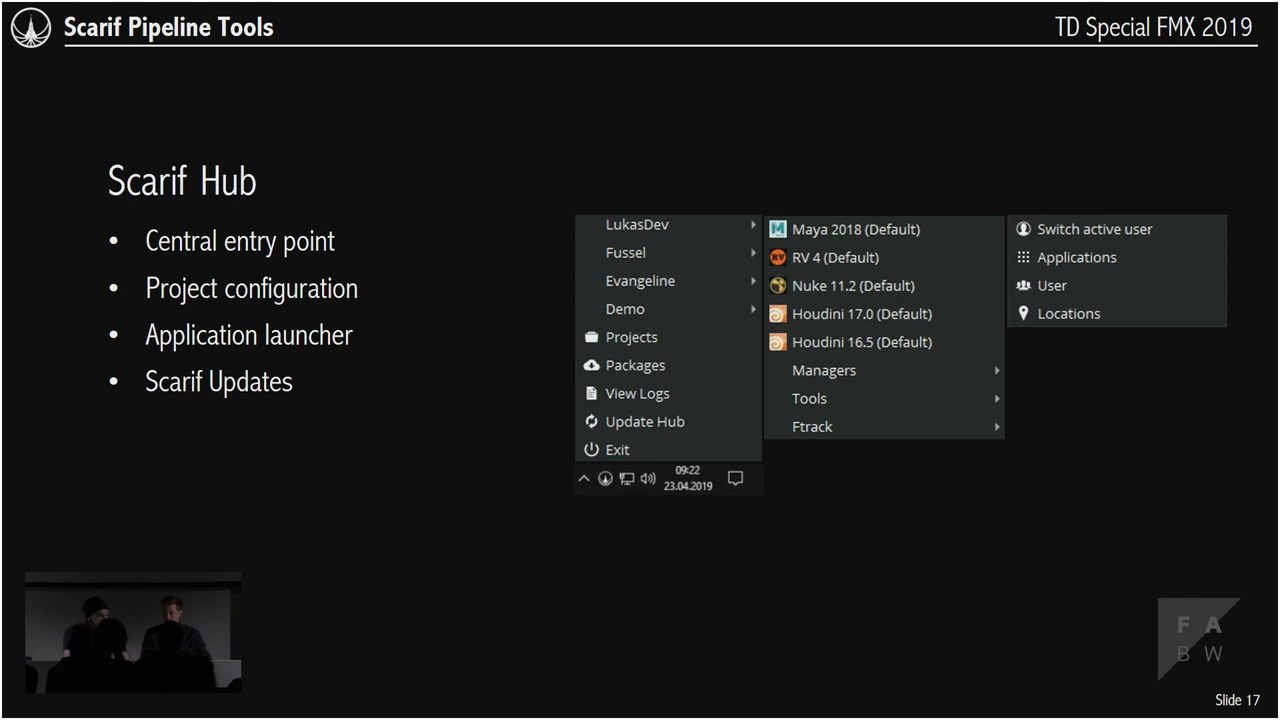 Scarif Pipeline Tools
TD Special FMX 2019
Scarif Hub
• Central entry point
• Project configuration
• Application launcher
• Scarif Updates
LukasDev
Fussel
Evangeline
Demo
Projects
Packages
View Logs
Update Hub
Exit
09:22
23.04.2019
Maya 2018 (Default)
RV 4 (Default)
Nuke 11.2 (Default)
Houdini 17.0 (Default)
Houdini 16.5 (Default)
Managers
Tools
Ftrack
Switch active user
Applications
User
Locations
F A
B W
Slide 17